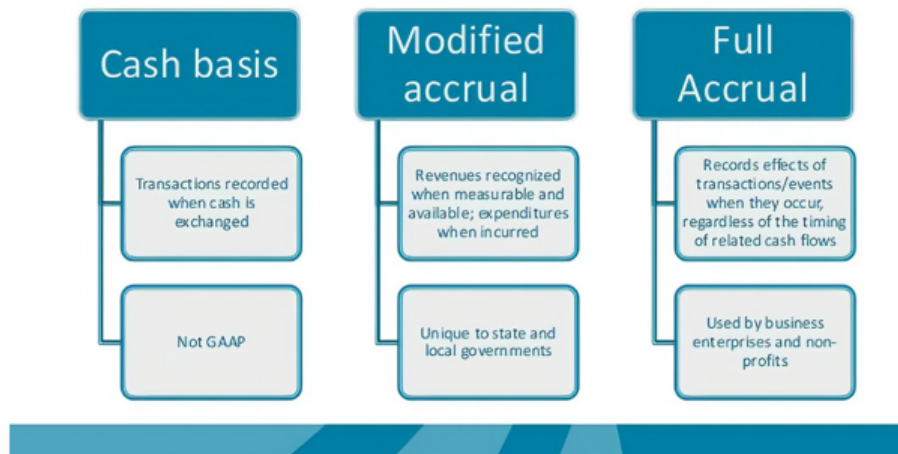 Cash basis
Transactions recorded
when cash is
exchanged
Not GAAP
Modified
accrual
Revenues recognized
when measurable and
available; expenditures
when incurred
Unique to state and
local governments
Full
Accrual
Records effects of
transactions/events
when they occur,
regardless of the timing
of related cash flows
Used by business
enterprises and non-
profits